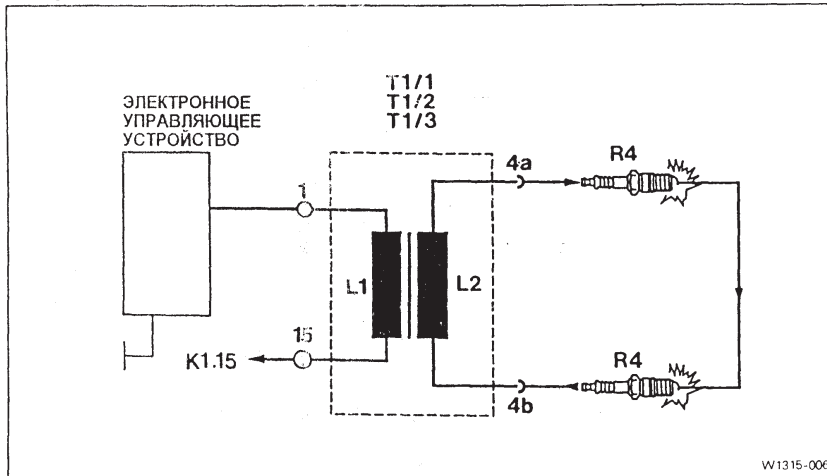 ЭЛЕКТРОННОЕ
УПРАВЛЯЮЩЕЕ
УСТРОЙСТВО
T1/1
T1/2
T1/3
1
4a
R4
L1
L2
15
K1.15
4b
R4
W1315-006